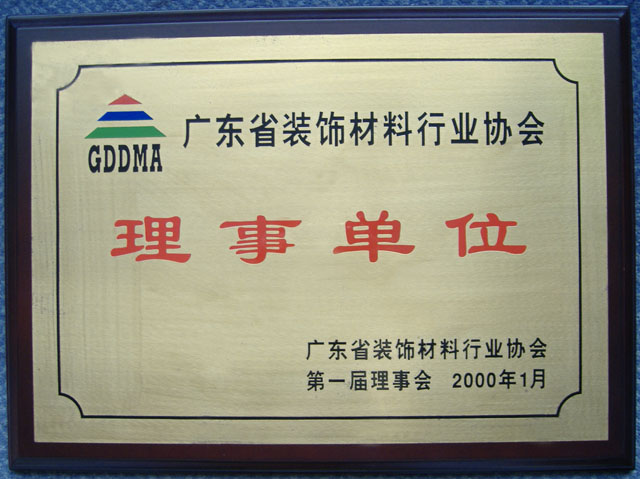 广东省装饰材料行业协会
GDDMA
理事单位
广东省装饰材料行业协会
第一届理事会 2000年1月